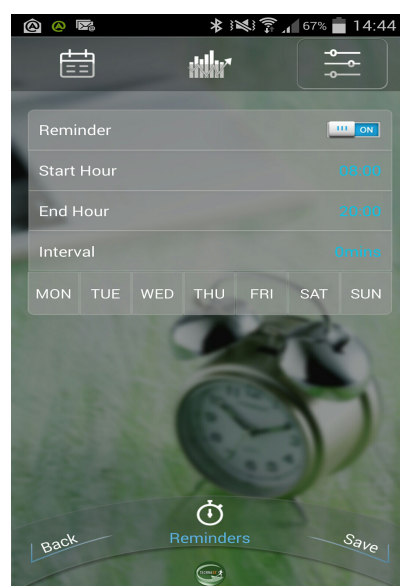 67% 14:44
Reminder ON
Start Hour 08:00
End Hour 20:00
Interval 0mins
MON TUE WED THU FRI SAT SUN
Back Reminders Save